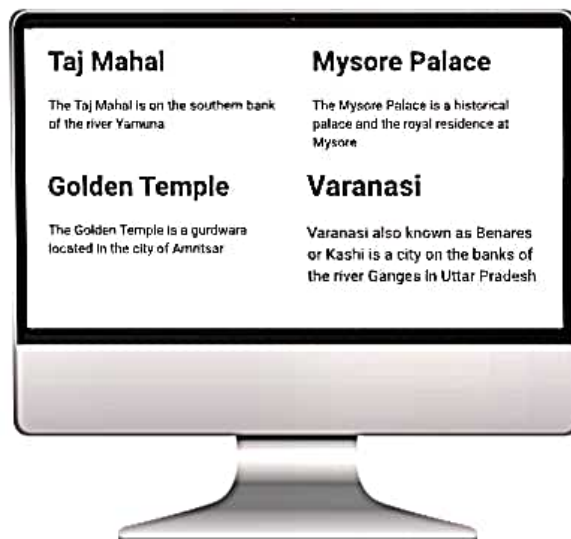 Taj Mahal
The Taj Mahal is on the southern bank
of the river Yamuna
Mysore Palace
The Mysore Palace is a historical
palace and the royal residence at
Mysore
Golden Temple
The Golden Temple is a gurdwara
located in the city of Amritsar
Varanasi
Varanasi also known as Benares
or Kashi is a city on the banks of
the river Ganges in Uttar Pradesh